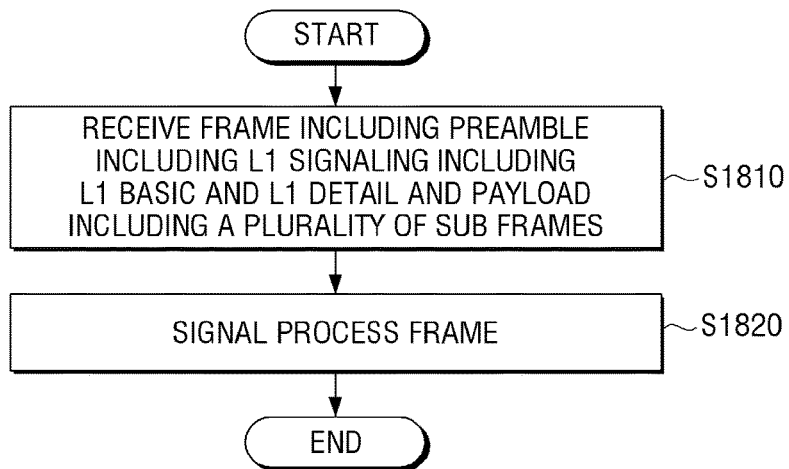 START
RECEIVE FRAME INCLUDING PREAMBLE
INCLUDING L1 SIGNALING INCLUDING
L1 BASIC AND L1 DETAIL AND PAYLOAD
INCLUDING A PLURALITY OF SUB FRAMES
S1810
SIGNAL PROCESS FRAME
S1820
END